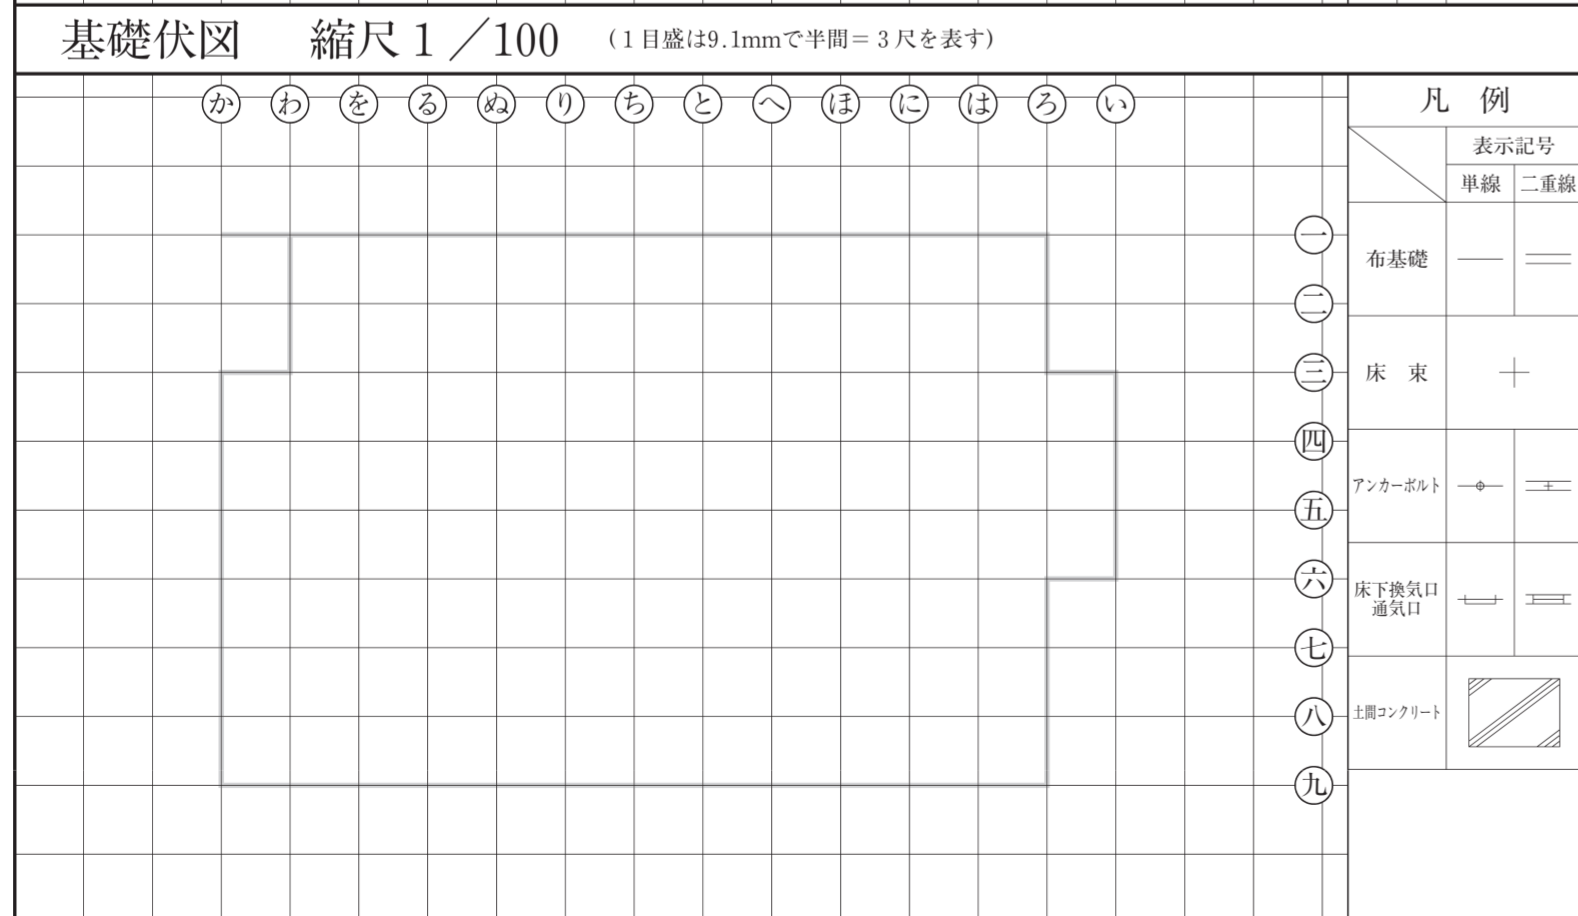 基礎伏図　縮尺１／100　（１目盛は9.1mmで半間＝３尺を表す）
か わ を る ぬ り ち と へ ほ に は ろ い
一
二
三
四
五
六
七
八
九
凡　例
表示記号
単線　二重線
布基礎
床　束
アンカーボルト
床下換気口
通気口
土間コンクリート